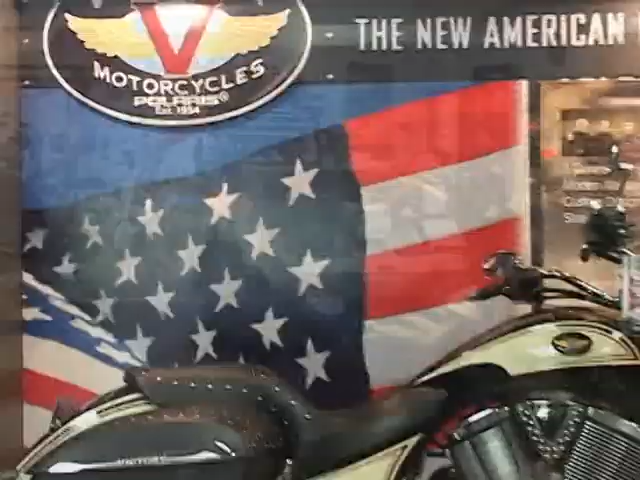 V
MOTORCYCLES
POLARIS®
Est. 1954
THE NEW AMERICAN